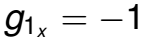 g₁ₓ = −1